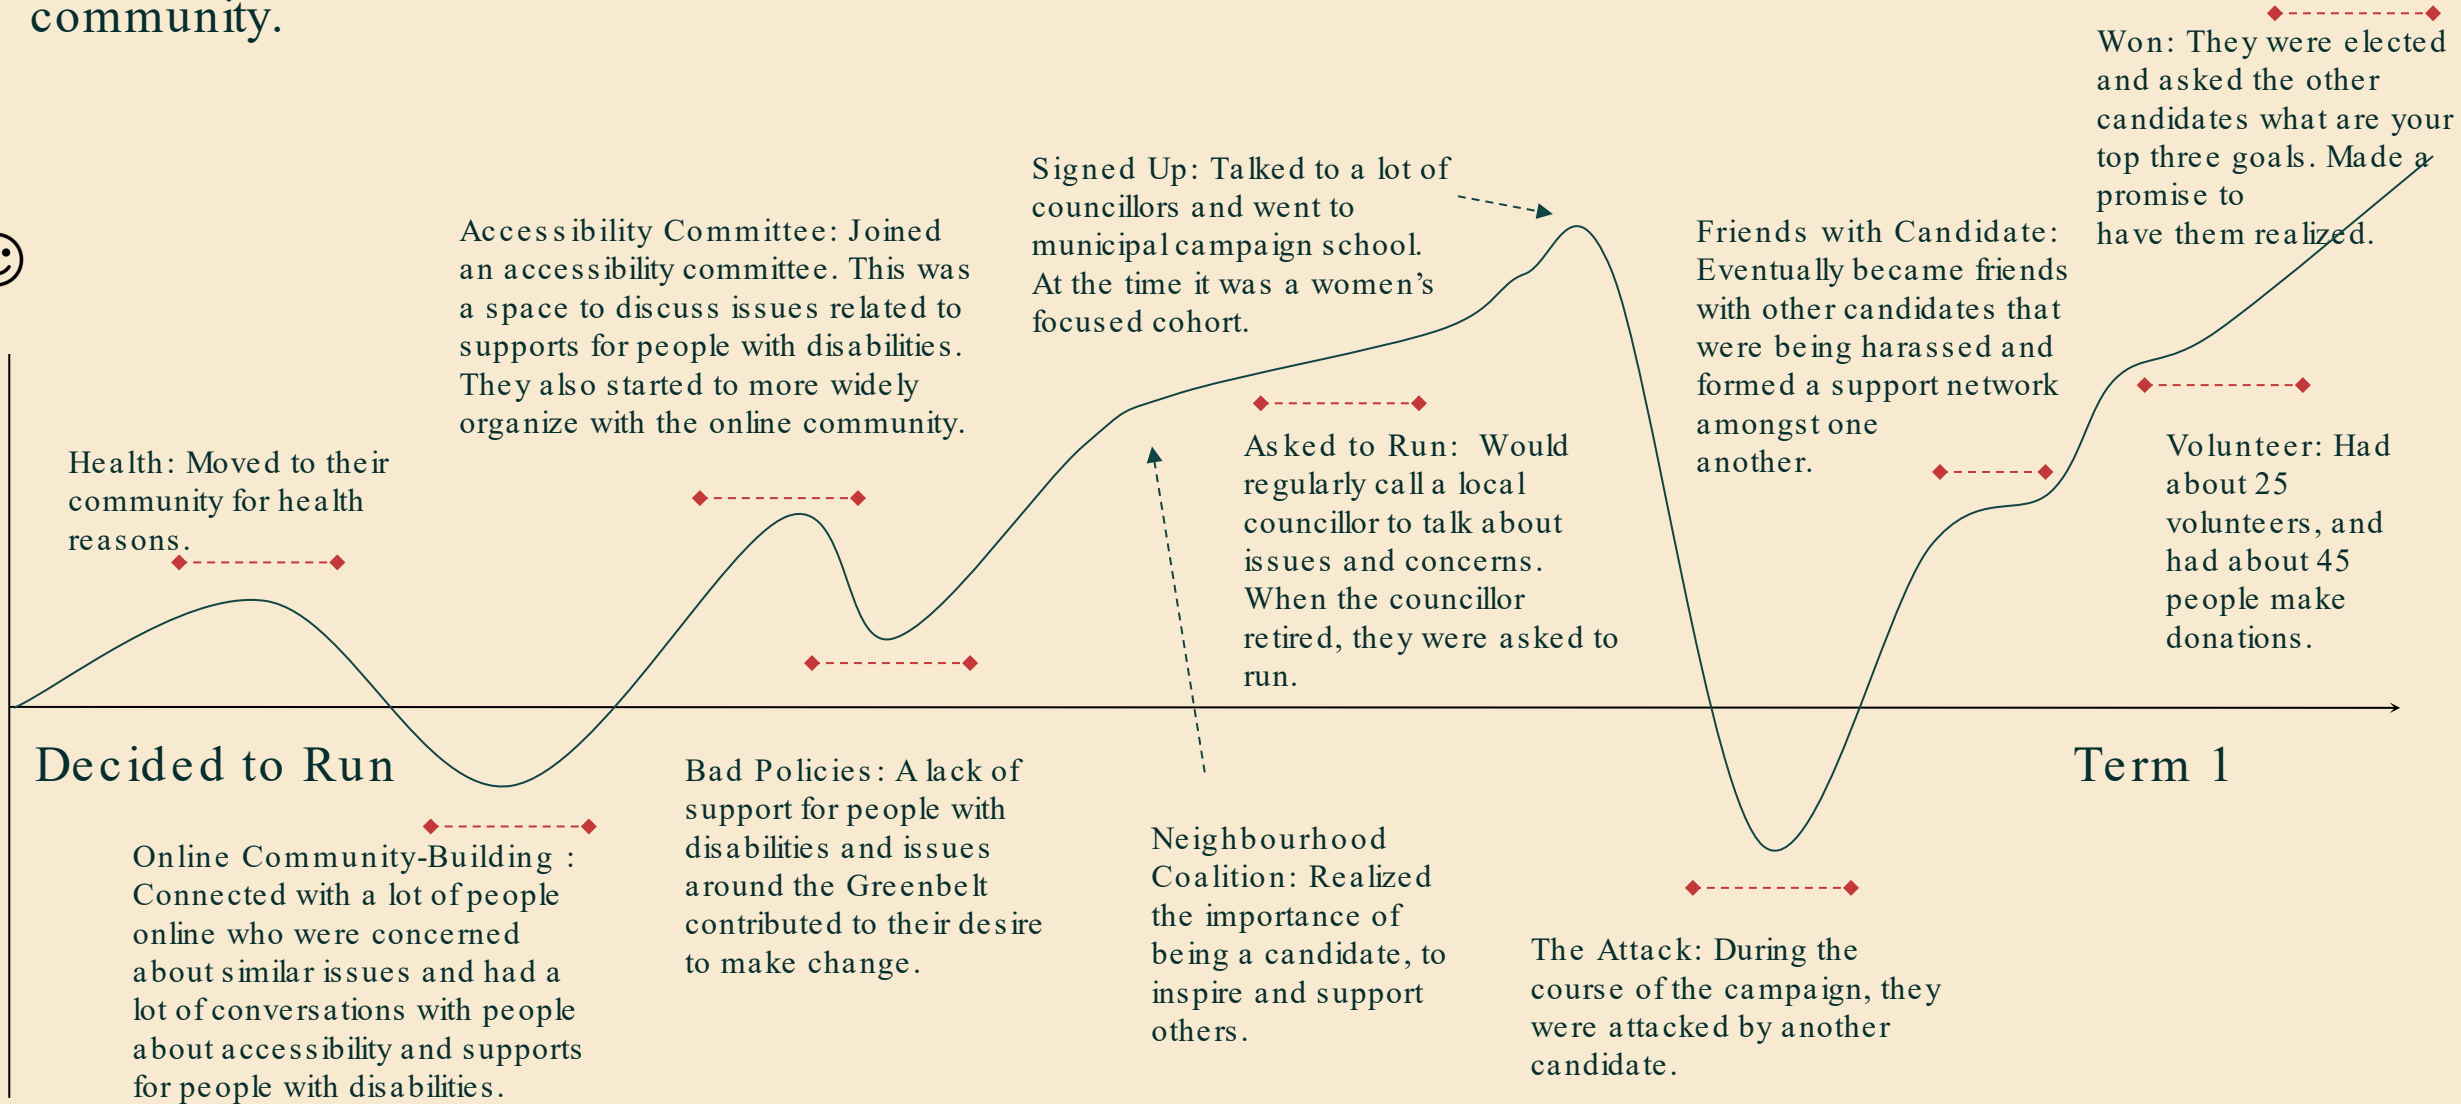 community.
Health: Moved to their
community for health
reasons.
Accessibility Committee: Joined
an accessibility committee. This was
a space to discuss issues related to
supports for people with disabilities.
They also started to more widely
organize with the online community.
Signed Up: Talked to a lot of
councillors and went to
municipal campaign school.
At the time it was a women’s
focused cohort.
Asked to Run: Would
regularly call a local
councillor to talk about
issues and concerns.
When the councillor
retired, they were asked to
run.
Friends with Candidate:
Eventually became friends
with other candidates that
were being harassed and
formed a support network
amongst one
another.
Won: They were elected
and asked the other
candidates what are your
top three goals. Made a
promise to
have them realized.
Volunteer: Had
about 25
volunteers, and
had about 45
people make
donations.
Decided to Run
Term 1
Online Community-Building :
Connected with a lot of people
online who were concerned
about similar issues and had a
lot of conversations with people
about accessibility and supports
for people with disabilities.
Bad Policies: A lack of
support for people with
disabilities and issues
around the Greenbelt
contributed to their desire
to make change.
Neighbourhood
Coalition: Realized
the importance of
being a candidate, to
inspire and support
others.
The Attack: During the
course of the campaign, they
were attacked by another
candidate.